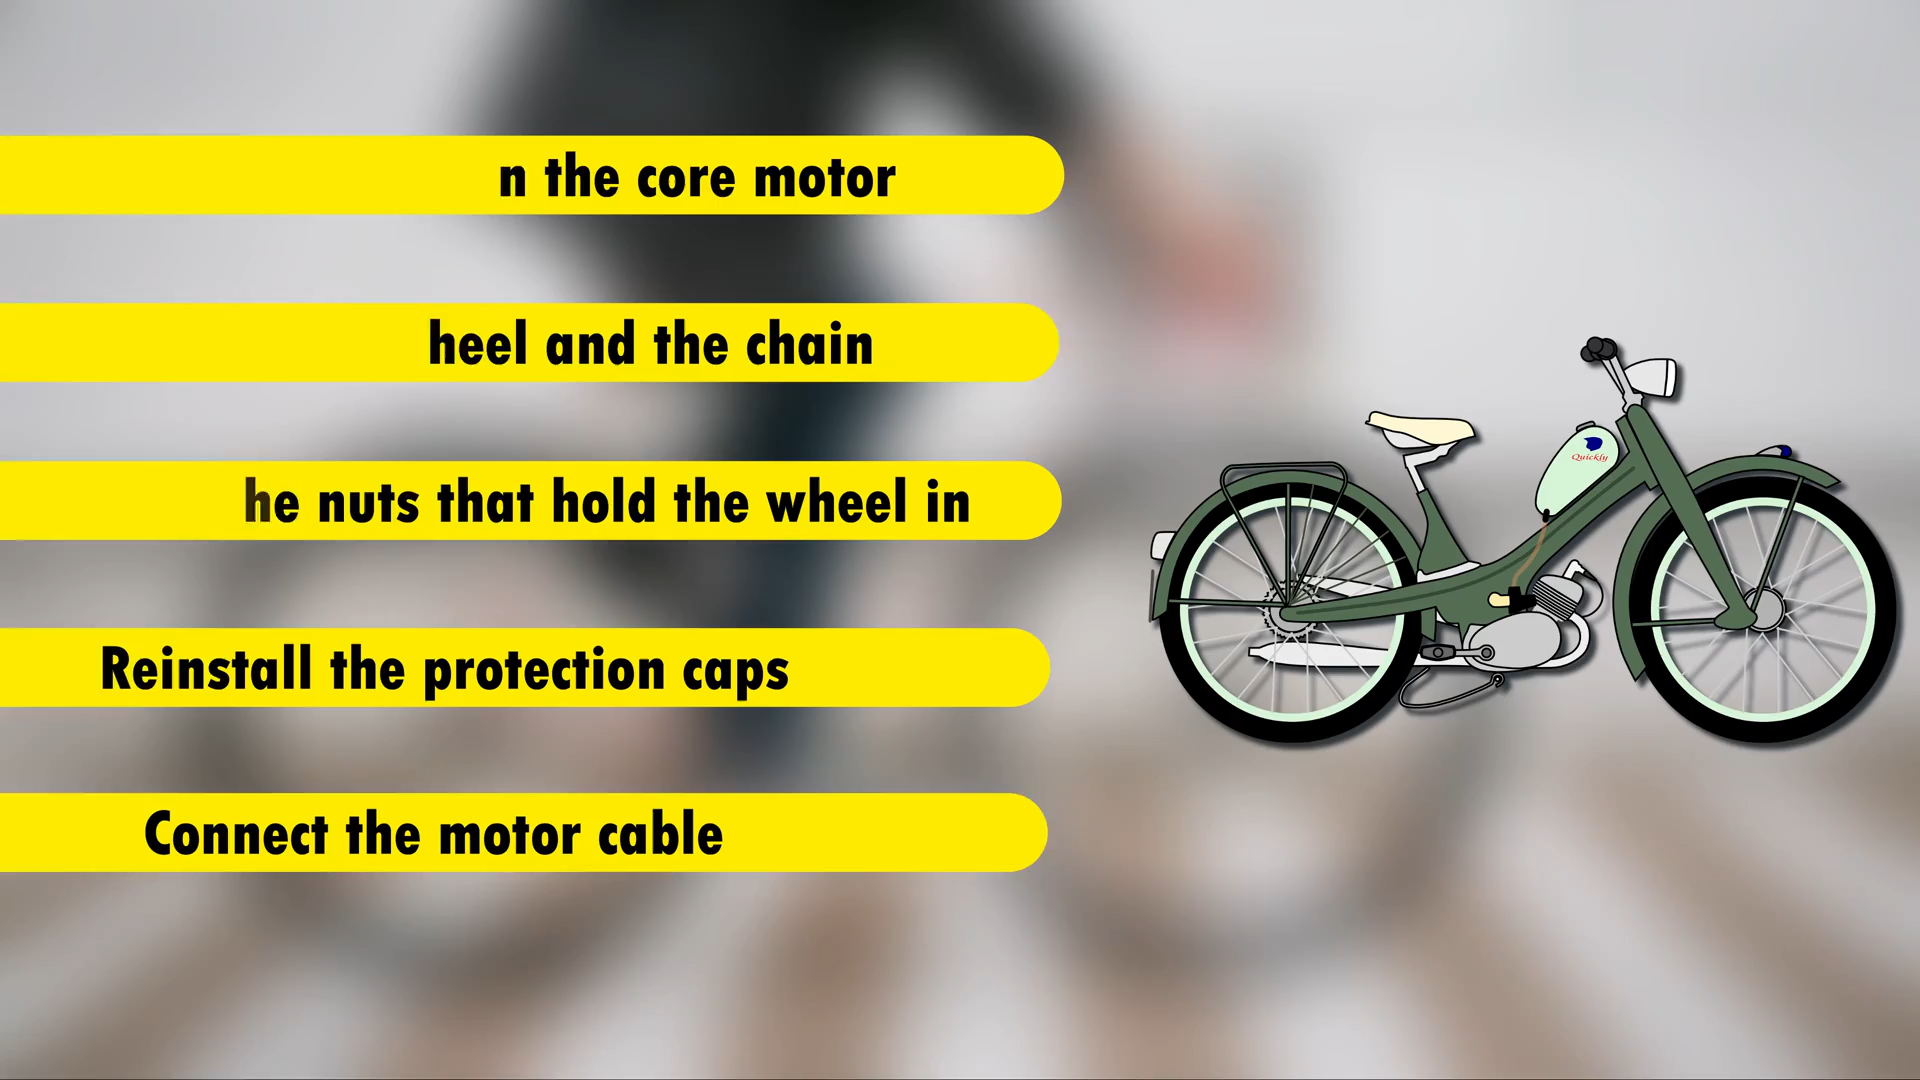 n the core motor
heel and the chain
he nuts that hold the wheel in
Reinstall the protection caps
Connect the motor cable
Quickly